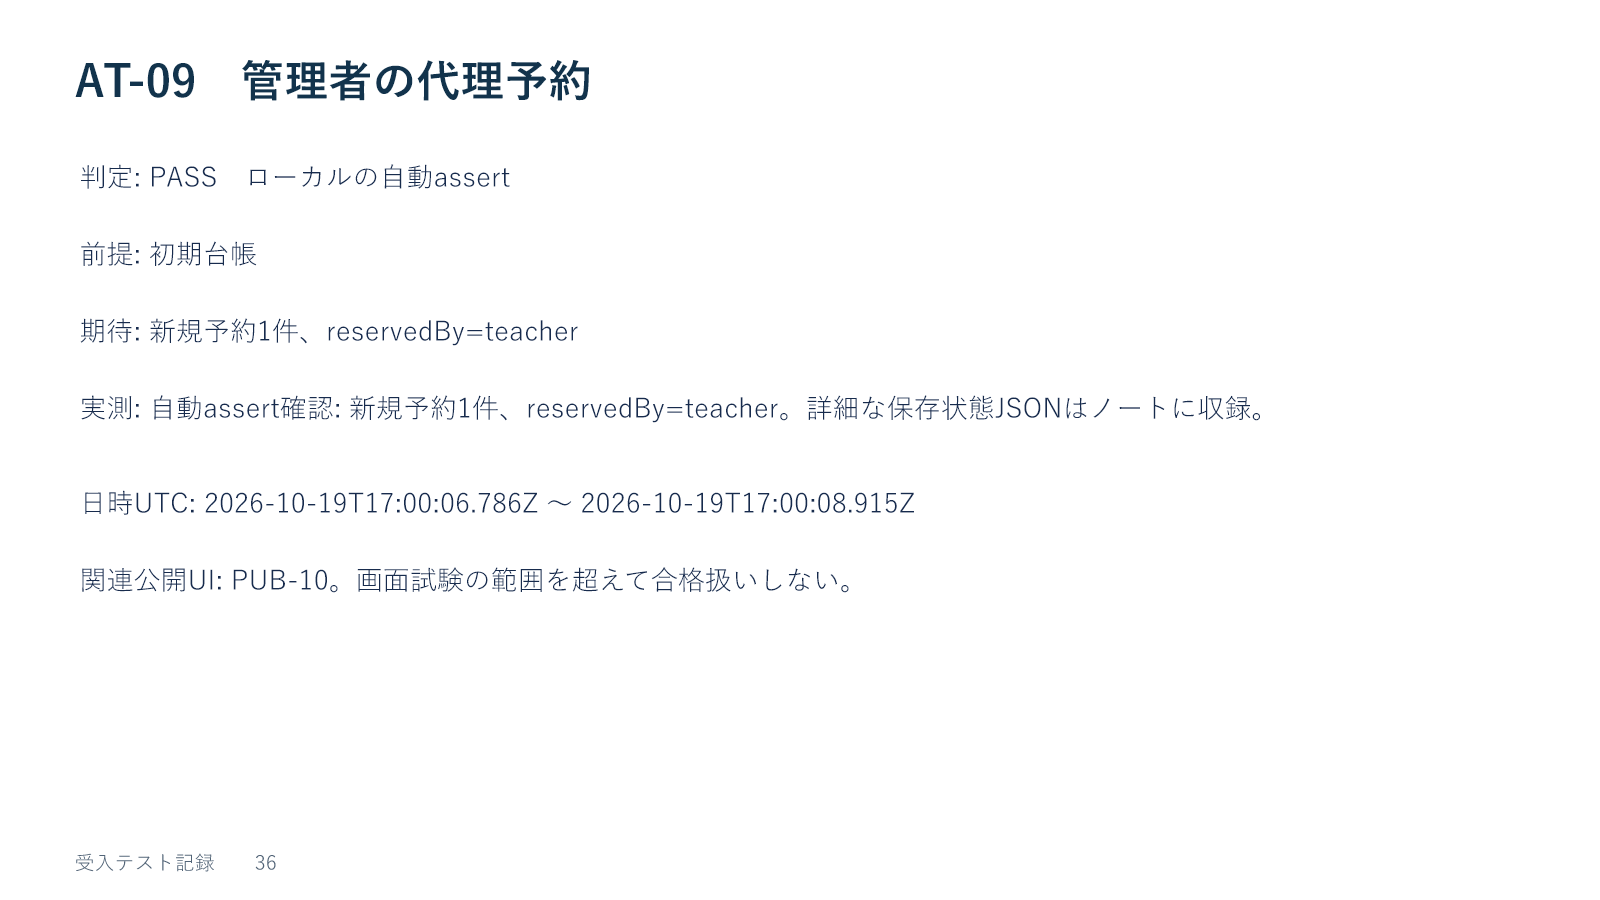 AT-09　管理者の代理予約
判定: PASS　ローカルの自動assert
前提: 初期台帳
期待: 新規予約1件、reservedBy=teacher
実測: 自動assert確認: 新規予約1件、reservedBy=teacher。詳細な保存状態JSONはノートに収録。
日時UTC: 2026-10-19T17:00:06.786Z ～ 2026-10-19T17:00:08.915Z
関連公開UI: PUB-10。画面試験の範囲を超えて合格扱いしない。
受入テスト記録　　36